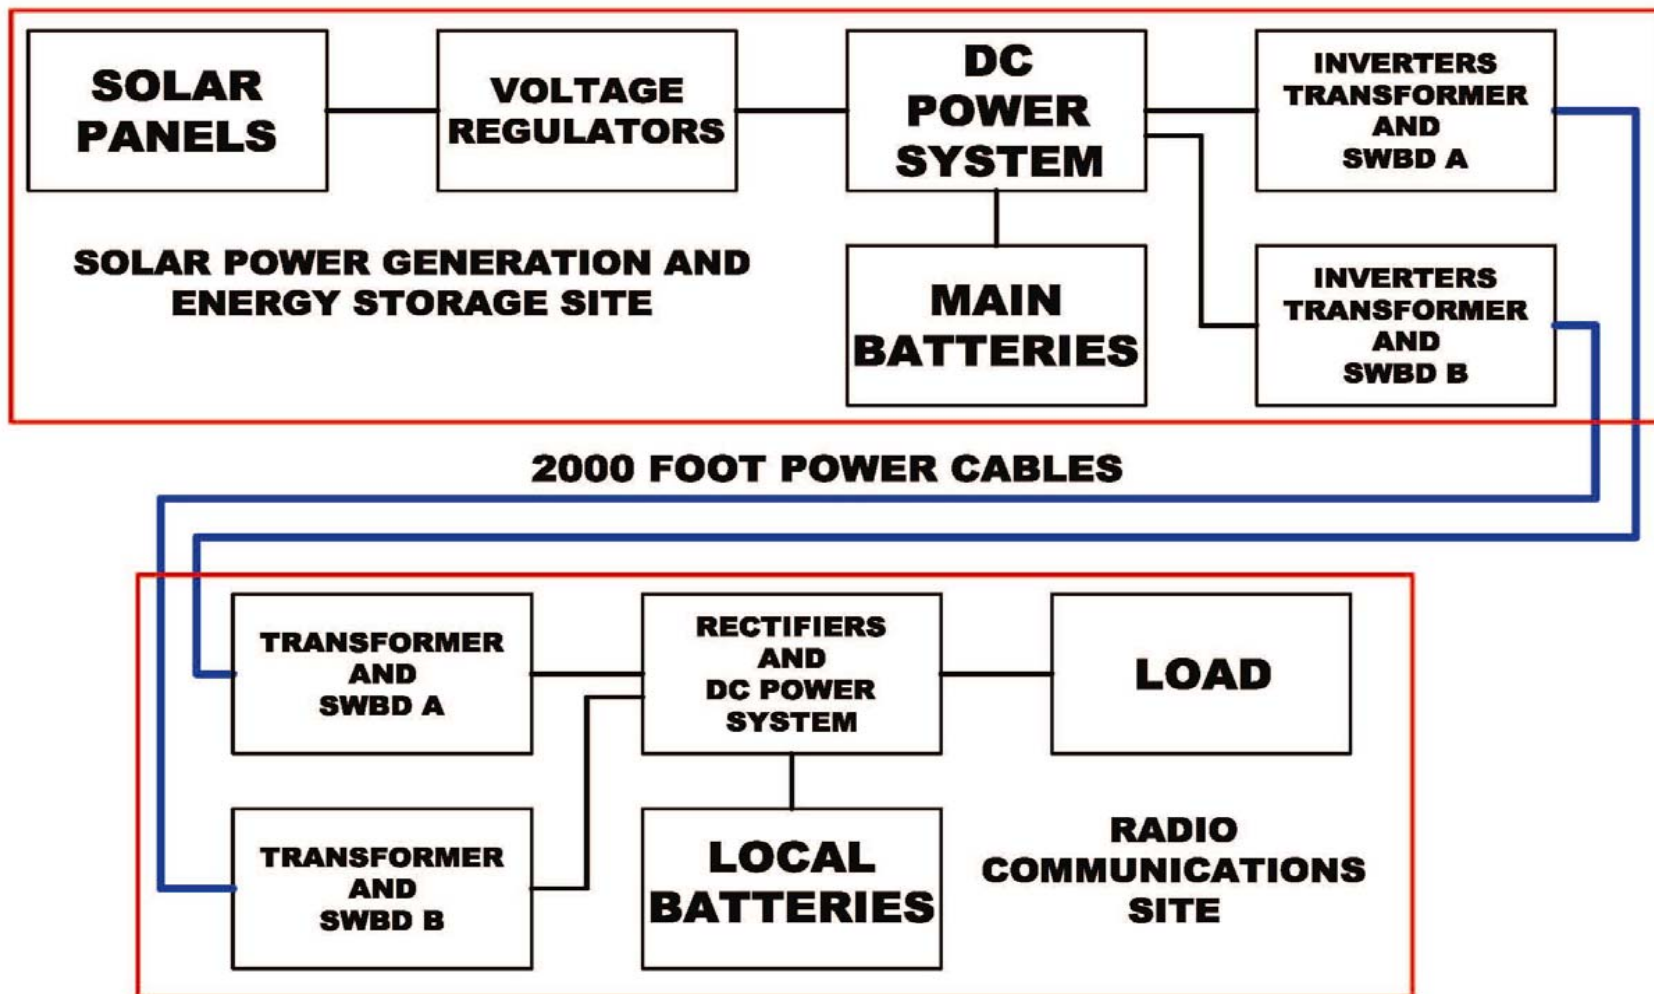 SOLAR
PANELS
VOLTAGE
REGULATORS
DC
POWER
SYSTEM
INVERTERS
TRANSFORMER
AND
SWBD A
SOLAR POWER GENERATION AND
ENERGY STORAGE SITE
MAIN
BATTERIES
INVERTERS
TRANSFORMER
AND
SWBD B
2000 FOOT POWER CABLES
TRANSFORMER
AND
SWBD A
RECTIFIERS
AND
DC POWER
SYSTEM
LOAD
TRANSFORMER
AND
SWBD B
LOCAL
BATTERIES
RADIO
COMMUNICATIONS
SITE